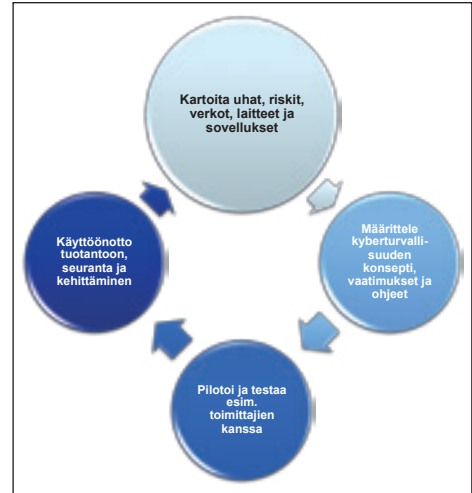 Kartoita uhat, riskit,
verkot, laitteet ja
sovellukset
Määrittele
kyberturvalli-
suuden
konsepti,
vaatimukset ja
ohjeet
Pilotoi ja testaa
esim.
toimittajien
kanssa
Käyttöönotto
tuotantoon,
seuranta ja
kehittäminen